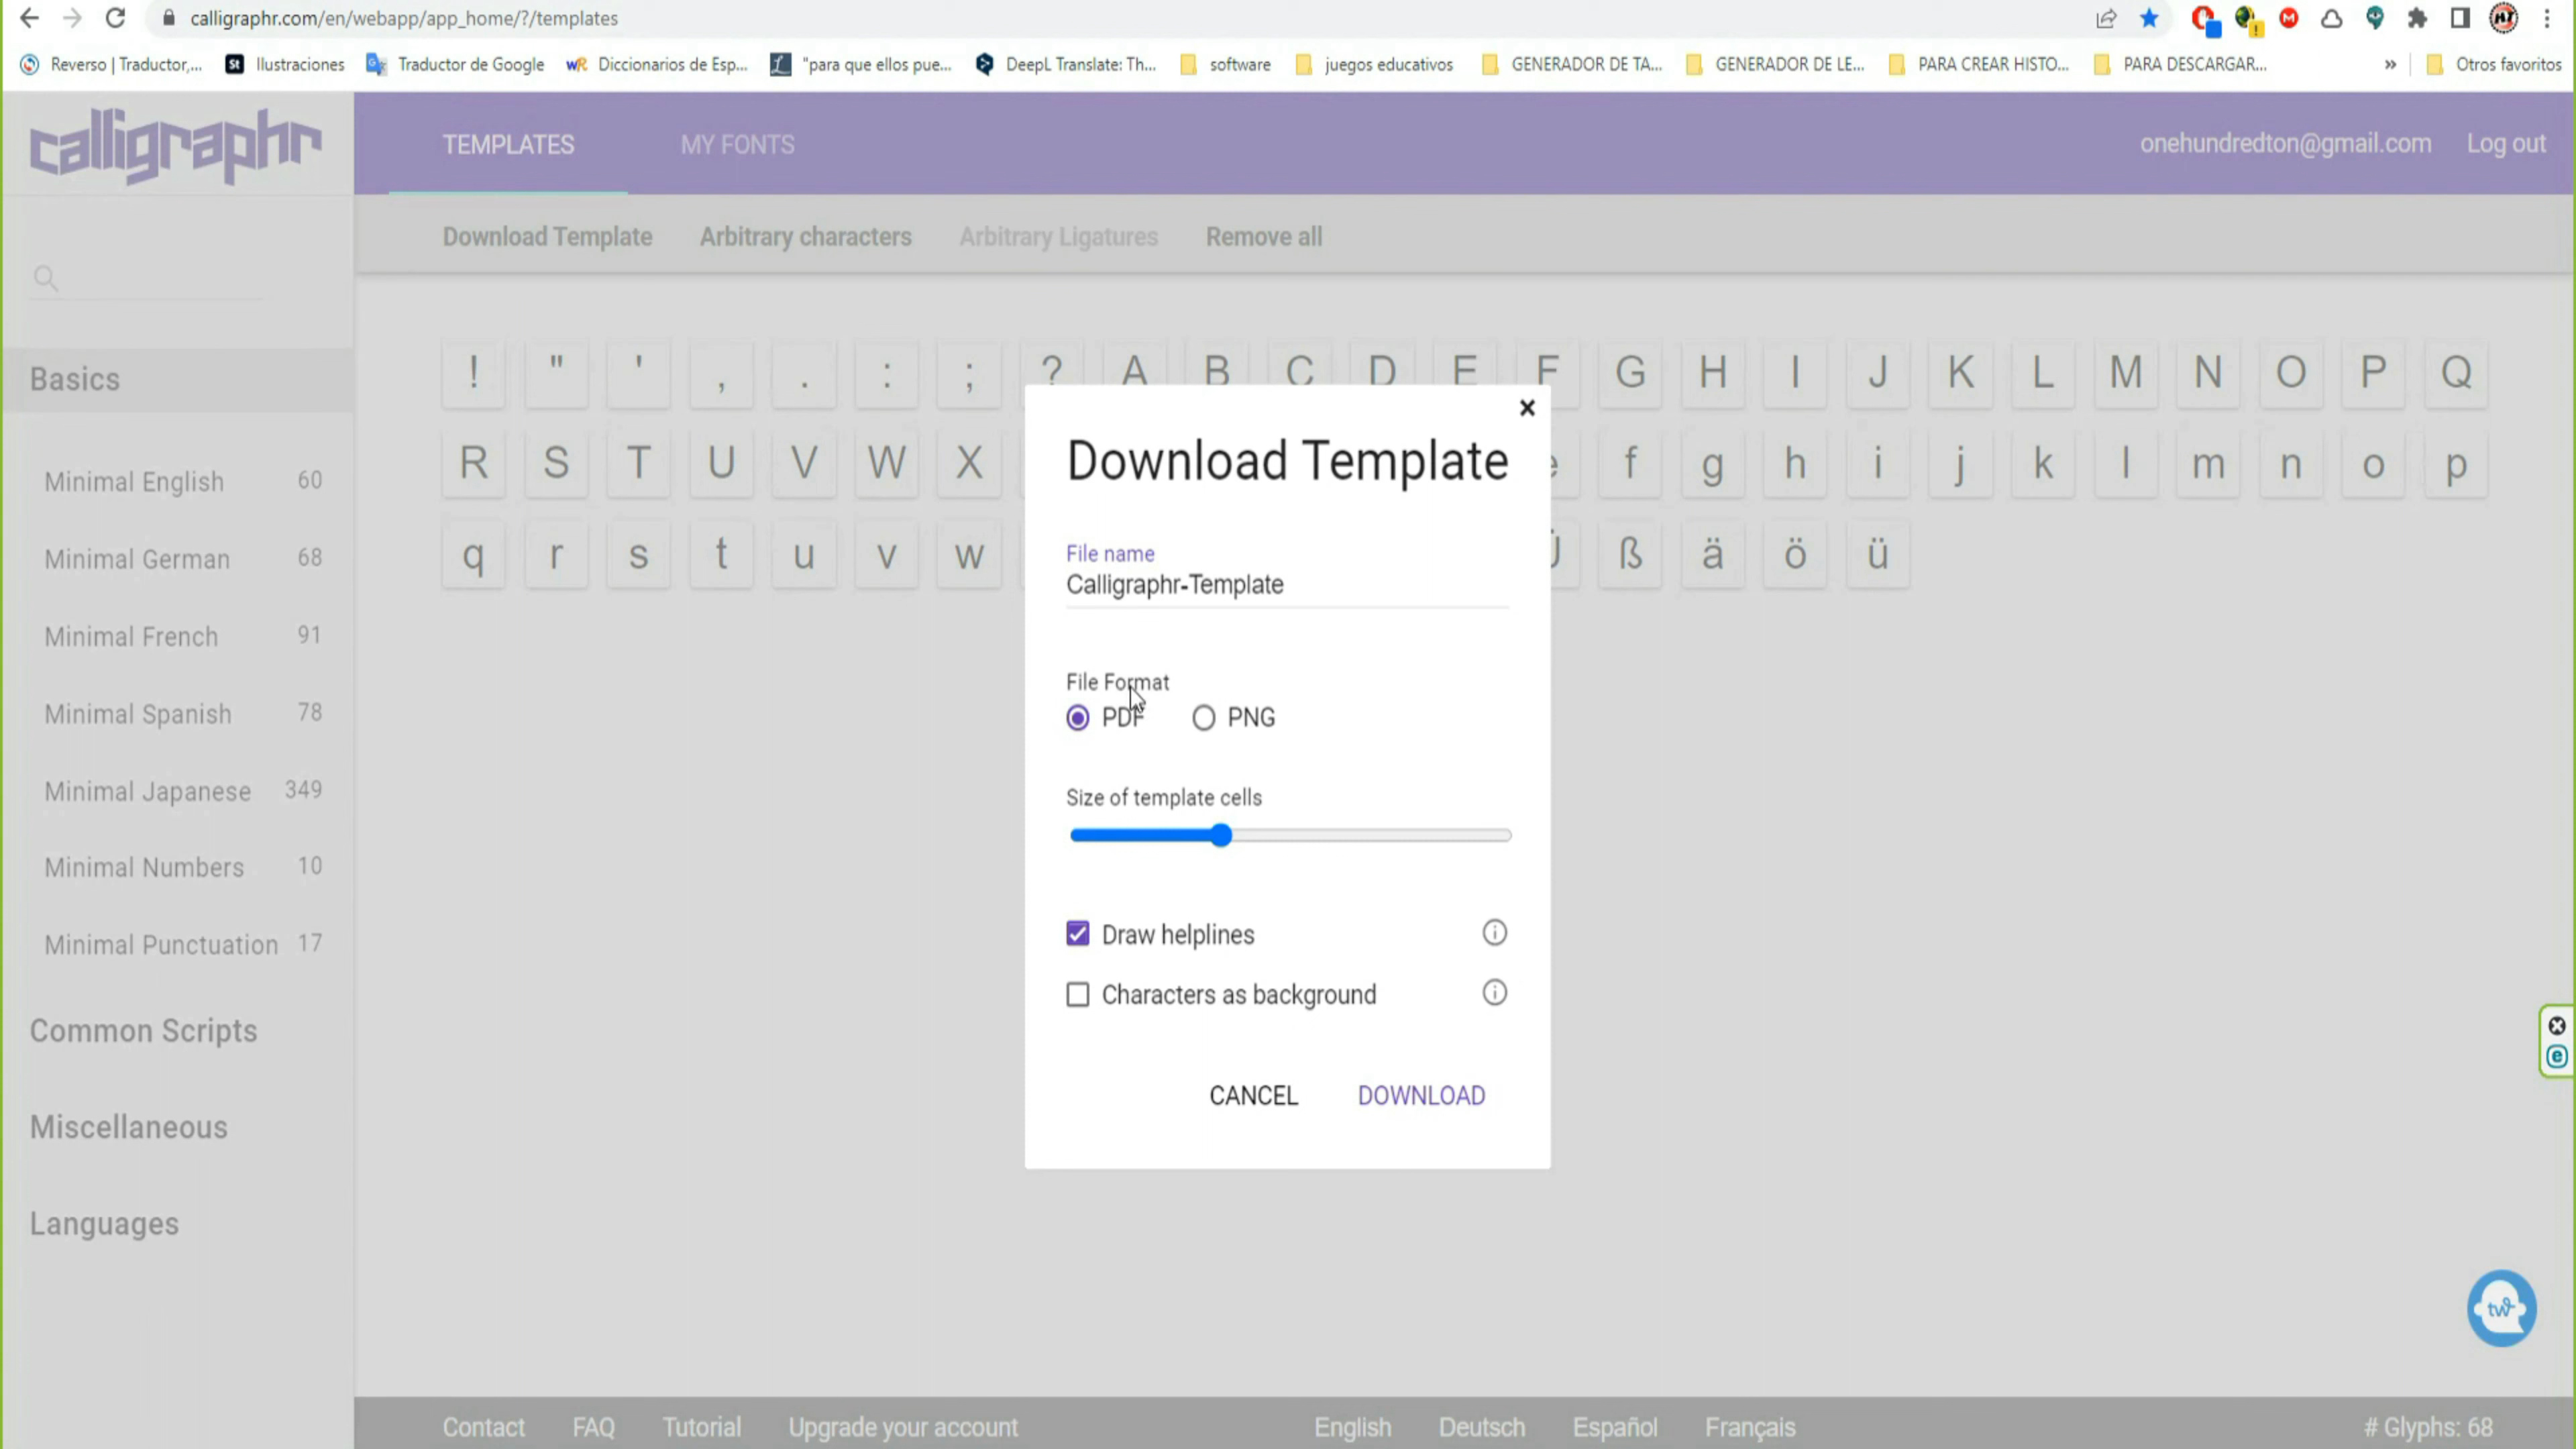 calligraphr.com/en/webapp/app_home/?/templates
Reverso | Traductor,... Ilustraciones Traductor de Google Diccionarios de Esp... "para que ellos pue... DeepL Translate: Th... software juegos educativos GENERADOR DE TA... GENERADOR DE LE... PARA CREAR HISTO... PARA DESCARGAR... » Otros favoritos
calligraphr
TEMPLATES MY FONTS onehundredton@gmail.com Log out
Download Template Arbitrary characters Arbitrary Ligatures Remove all
Basics
Minimal English 60
Minimal German 68
Minimal French 91
Minimal Spanish 78
Minimal Japanese 349
Minimal Numbers 10
Minimal Punctuation 17
Common Scripts
Miscellaneous
Languages
! " ' , . : ; ? A B C D E F G H I J K L M N O P Q
R S T U V W X e f g h i j k l m n o p
q r s t u v w Ü ß ä ö ü
Download Template
File name
Calligraphr-Template
File Format
PDF PNG
Size of template cells
Draw helplines
Characters as background
CANCEL DOWNLOAD
Contact FAQ Tutorial Upgrade your account English Deutsch Español Français # Glyphs: 68